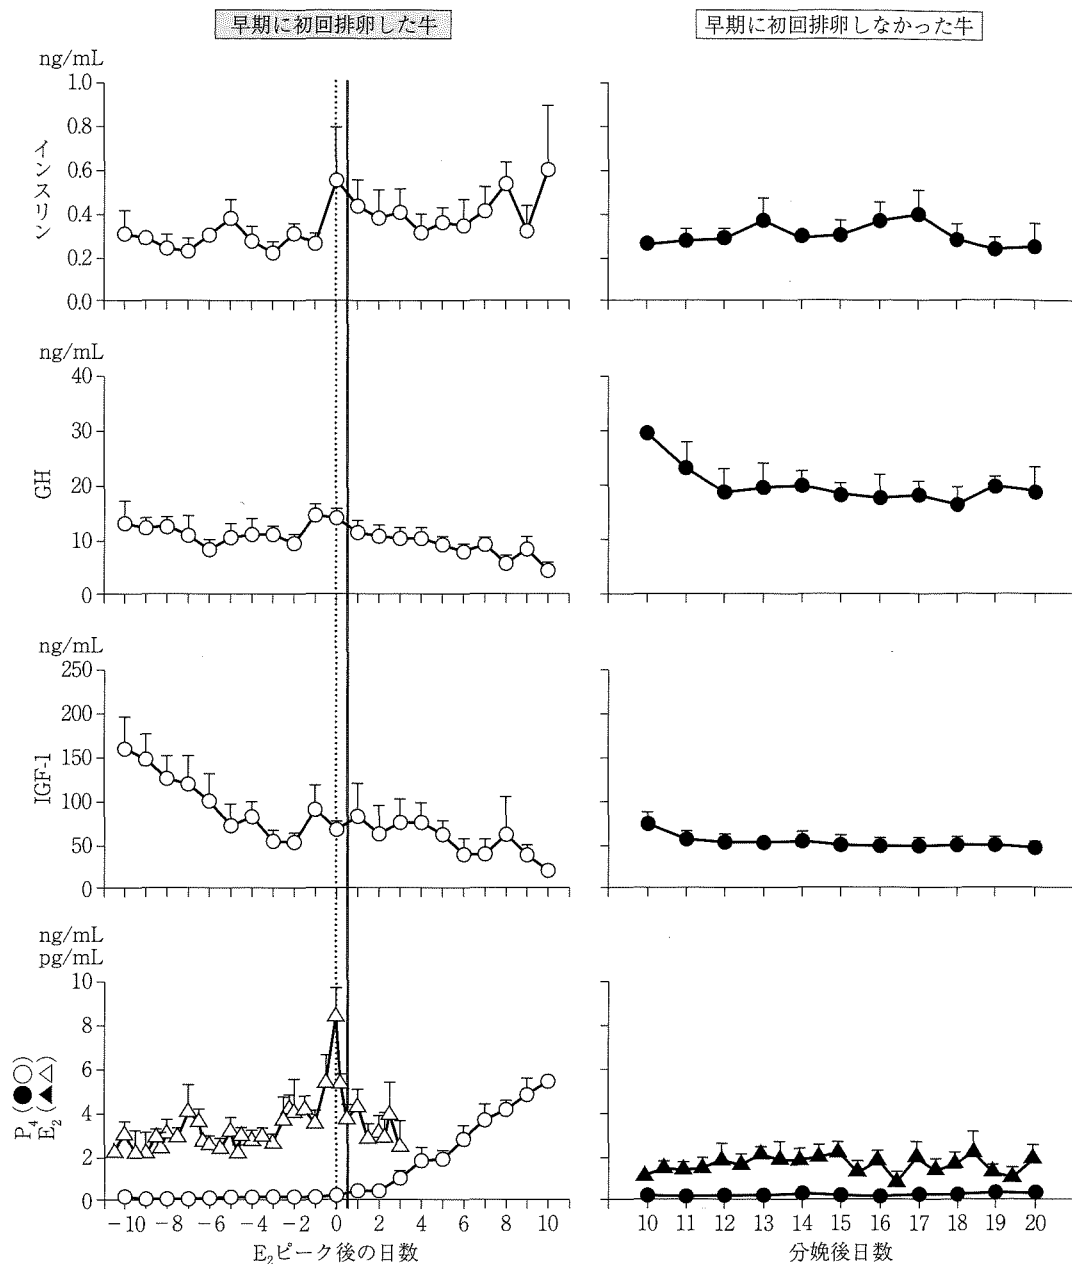 早期に初回排卵した牛
早期に初回排卵しなかった牛
ng/mL
インスリン
1.0
0.8
0.6
0.4
0.2
0.0
ng/mL
GH
40
30
20
10
0
ng/mL
IGF-1
250
200
150
100
50
0
ng/mL
pg/mL
P₄(●○)
E₂(▲△)
10
8
6
4
2
0
−10 −8 −6 −4 −2 0 2 4 6 8 10
E₂ピーク後の日数
10 11 12 13 14 15 16 17 18 19 20
分娩後日数